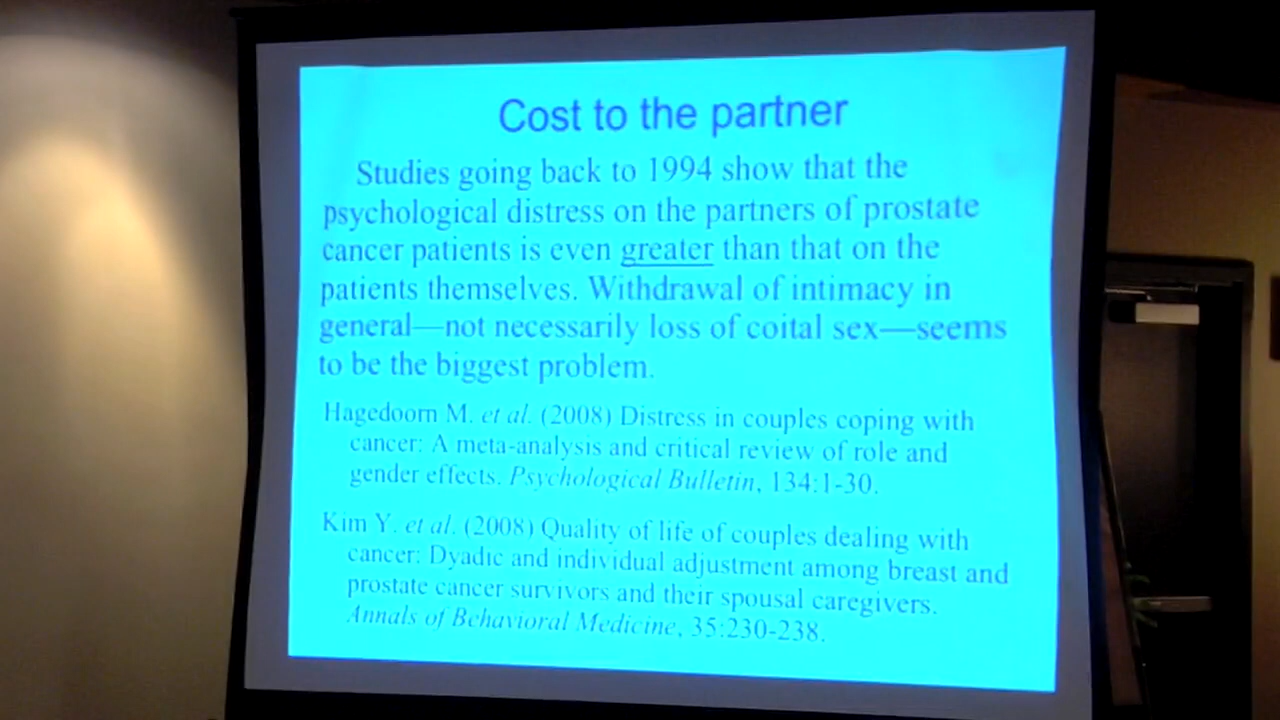 Cost to the partner
Studies going back to 1994 show that the
psychological distress on the partners of prostate
cancer patients is even greater than that on the
patients themselves. Withdrawal of intimacy in
general—not necessarily loss of coital sex—seems
to be the biggest problem.
Hagedoorn M. et al. (2008) Distress in couples coping with
cancer: A meta-analysis and critical review of role and
gender effects. Psychological Bulletin, 134:1-30.
Kim Y. et al. (2008) Quality of life of couples dealing with
cancer: Dyadic and individual adjustment among breast and
prostate cancer survivors and their spousal caregivers.
Annals of Behavioral Medicine, 35:230-238.